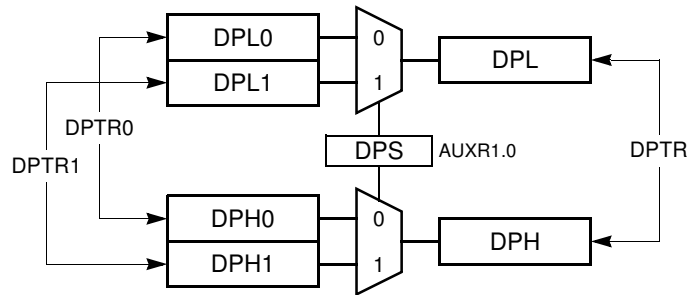 DPL0
0
DPL
DPL1
1
DPTR0
DPTR1
DPS
AUXR1.0
DPTR
DPH0
0
DPH
DPH1
1